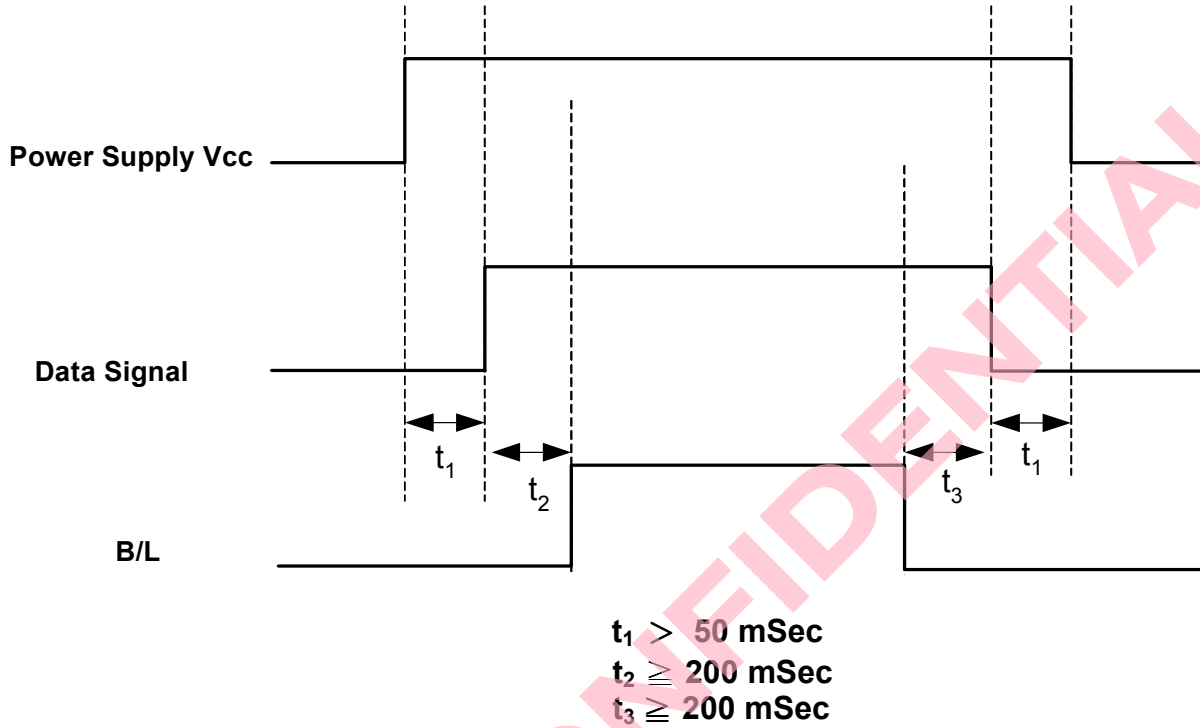 Power Supply Vcc
Data Signal
t₁
t₂
t₃
t₁
B/L
t₁ > 50 mSec
t₂ ≧ 200 mSec
t₃ ≧ 200 mSec
CONFIDENTIAL